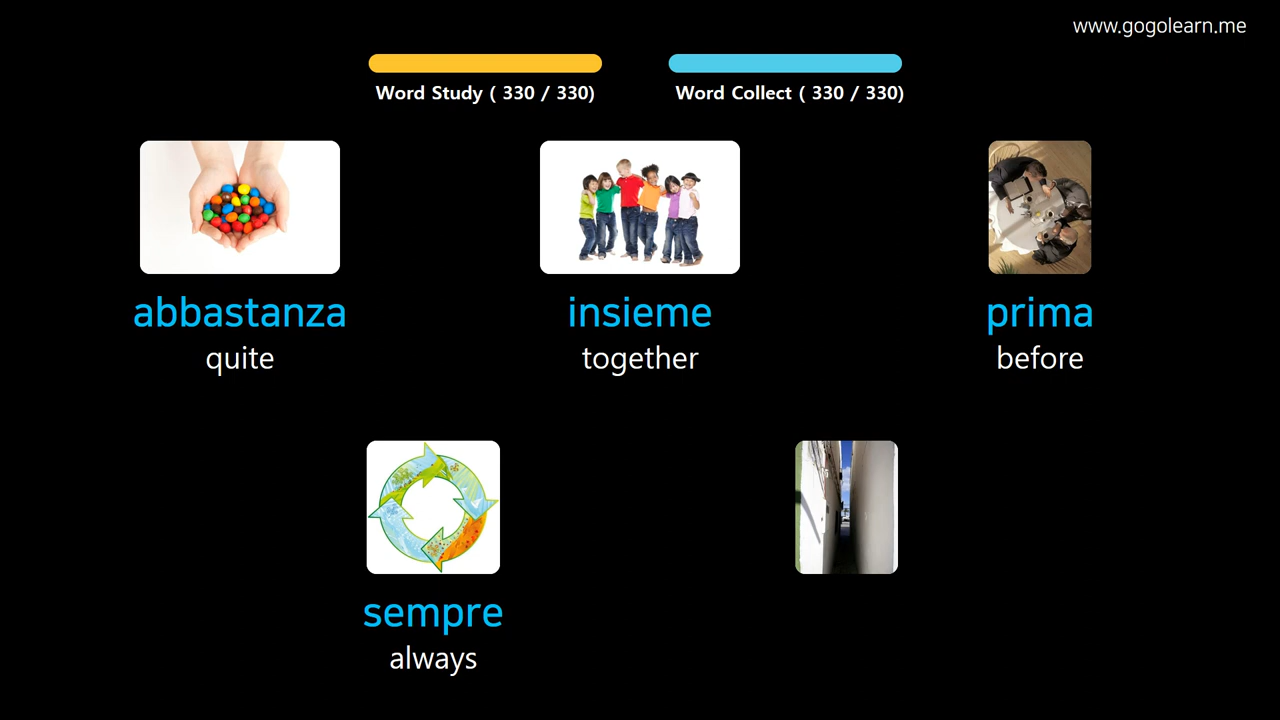 www.gogolearn.me
Word Study ( 330 / 330)
Word Collect ( 330 / 330)
abbastanza
quite
insieme
together
prima
before
sempre
always